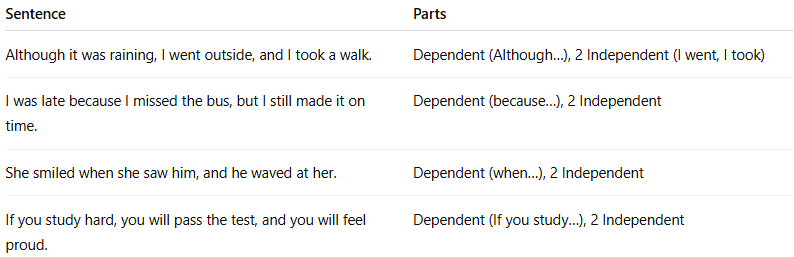 Sentence Parts
Although it was raining, I went outside, and I took a walk. Dependent (Although...), 2 Independent (I went, I took)
I was late because I missed the bus, but I still made it on Dependent (because...), 2 Independent
time.
She smiled when she saw him, and he waved at her. Dependent (when...), 2 Independent
If you study hard, you will pass the test, and you will feel Dependent (If you study...), 2 Independent
proud.